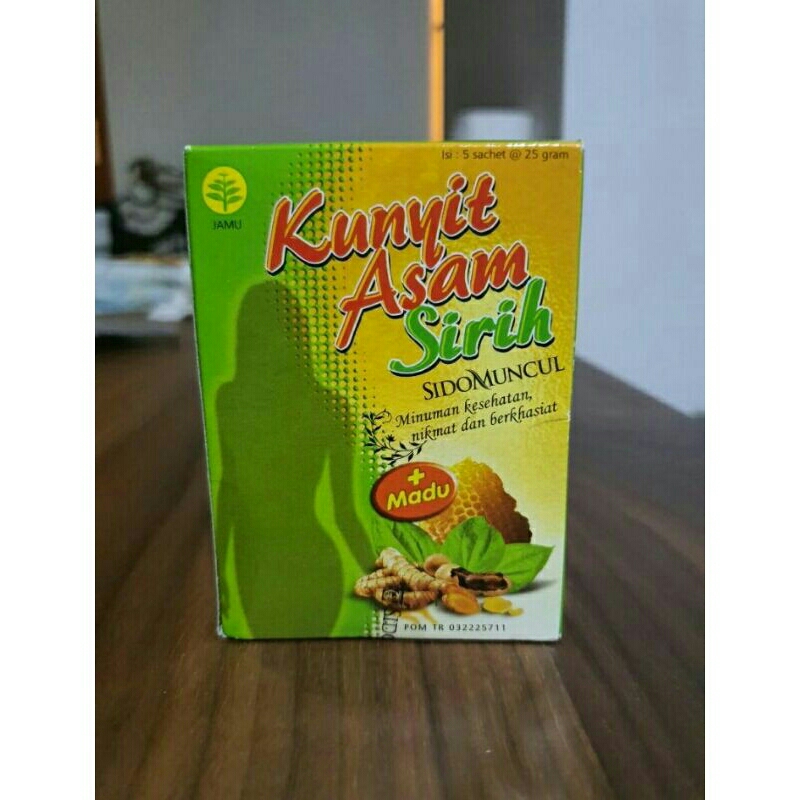 Isi : 5 sachet @ 25 gram
JAMU
Kunyit
Asam
Sirih
SIDOMUNCUL
Minuman kesehatan,
nikmat dan berkhasiat
+
Madu
POM TR 032225711